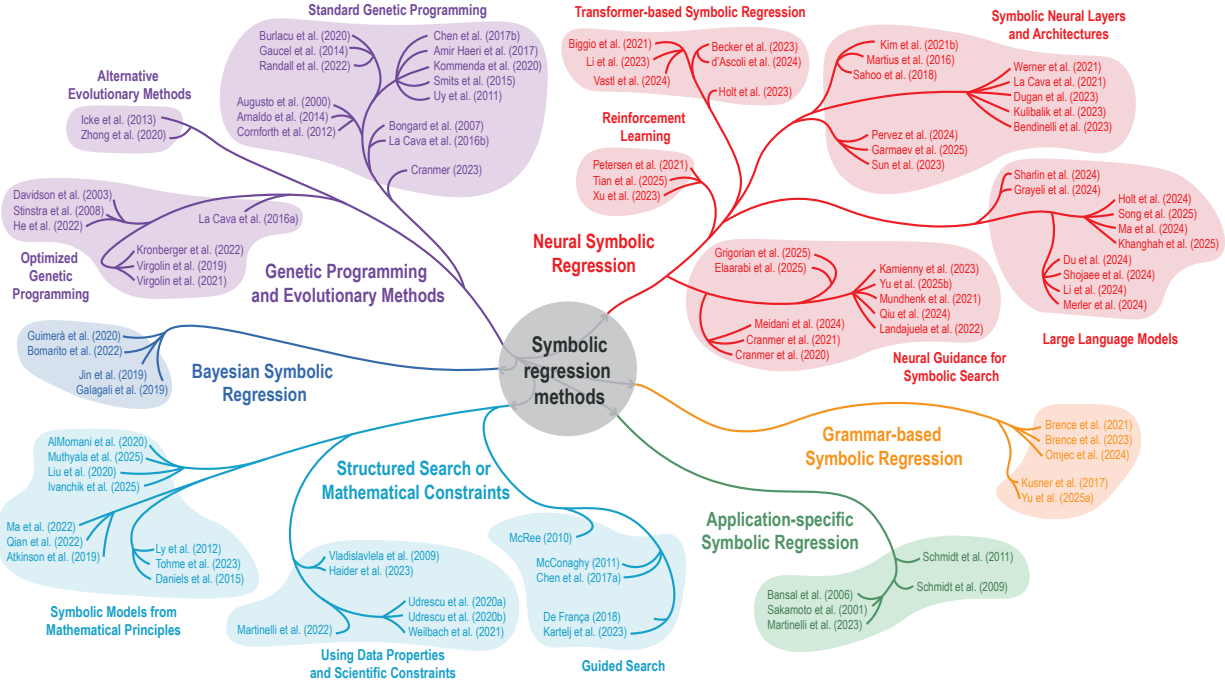 Standard Genetic Programming
Burlacu et al. (2020)
Gaucel et al. (2014)
Randall et al. (2022)
Chen et al. (2017b)
Amir Haeri et al. (2017)
Kommenda et al. (2020)
Smits et al. (2015)
Uy et al. (2011)
Augusto et al. (2000)
Arnaldo et al. (2014)
Cornforth et al. (2012)
Bongard et al. (2007)
La Cava et al. (2016b)
Cranmer (2023)
Alternative
Evolutionary Methods
Icke et al. (2013)
Zhong et al. (2020)
Davidson et al. (2003)
Stinstra et al. (2008)
He et al. (2022)
La Cava et al. (2016a)
Kronberger et al. (2022)
Virgolin et al. (2019)
Virgolin et al. (2021)
Optimized
Genetic
Programming
Genetic Programming
and Evolutionary Methods
Transformer-based Symbolic Regression
Biggio et al. (2021)
Li et al. (2023)
Vastl et al. (2024)
Becker et al. (2023)
d'Ascoli et al. (2024)
Holt et al. (2023)
Reinforcement
Learning
Petersen et al. (2021)
Tian et al. (2025)
Xu et al. (2023)
Neural Symbolic
Regression
Symbolic Neural Layers
and Architectures
Kim et al. (2021b)
Martius et al. (2016)
Sahoo et al. (2018)
Werner et al. (2021)
La Cava et al. (2021)
Dugan et al. (2023)
Kulibalik et al. (2023)
Bendinelli et al. (2023)
Pervez et al. (2024)
Garmaev et al. (2025)
Sun et al. (2023)
Sharlin et al. (2024)
Grayeli et al. (2024)
Holt et al. (2024)
Song et al. (2025)
Ma et al. (2024)
Khanghah et al. (2025)
Du et al. (2024)
Shojaee et al. (2024)
Li et al. (2024)
Merler et al. (2024)
Large Language Models
Grigorian et al. (2025)
Elaarabi et al. (2025)
Kamienny et al. (2023)
Yu et al. (2025b)
Mundhenk et al. (2021)
Qiu et al. (2024)
Landajuela et al. (2022)
Meidani et al. (2024)
Cranmer et al. (2021)
Cranmer et al. (2020)
Neural Guidance for
Symbolic Search
Symbolic
regression
methods
Guimerà et al. (2020)
Bomarito et al. (2022)
Jin et al. (2019)
Galagali et al. (2019)
Bayesian Symbolic
Regression
Grammar-based
Symbolic Regression
Brence et al. (2021)
Brence et al. (2023)
Omjec et al. (2024)
Kusner et al. (2017)
Yu et al. (2025a)
Application-specific
Symbolic Regression
Schmidt et al. (2011)
Schmidt et al. (2009)
Bansal et al. (2006)
Sakamoto et al. (2001)
Martinelli et al. (2023)
Structured Search or
Mathematical Constraints
AlMomani et al. (2020)
Muthyala et al. (2025)
Liu et al. (2020)
Ivanchik et al. (2025)
Ma et al. (2022)
Qian et al. (2022)
Atkinson et al. (2019)
Ly et al. (2012)
Tohme et al. (2023)
Daniels et al. (2015)
Symbolic Models from
Mathematical Principles
Vladislavlela et al. (2009)
Haider et al. (2023)
Udrescu et al. (2020a)
Udrescu et al. (2020b)
Weilbach et al. (2021)
Martinelli et al. (2022)
Using Data Properties
and Scientific Constraints
McRee (2010)
McConaghy (2011)
Chen et al. (2017a)
De França (2018)
Kartelj et al. (2023)
Guided Search